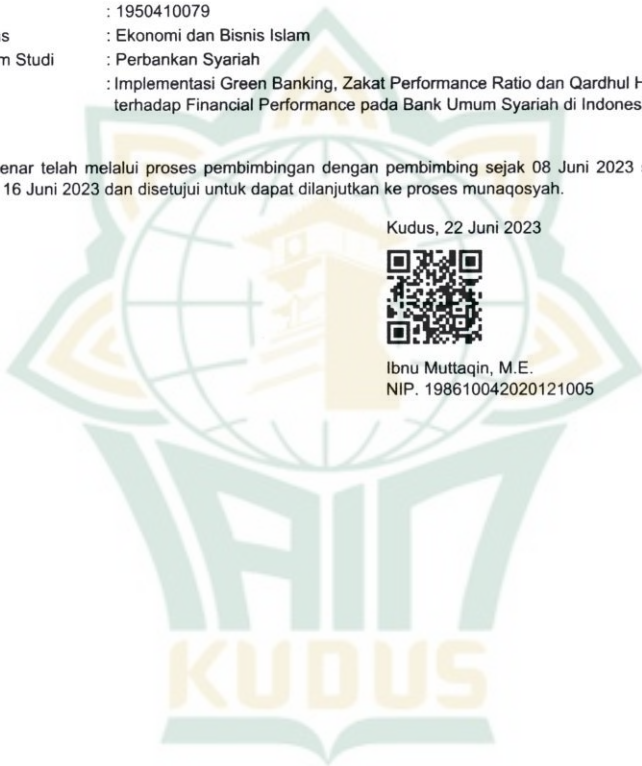 : 1950410079
s : Ekonomi dan Bisnis Islam
m Studi : Perbankan Syariah
: Implementasi Green Banking, Zakat Performance Ratio dan Qardhul H
terhadap Financial Performance pada Bank Umum Syariah di Indones
enar telah melalui proses pembimbingan dengan pembimbing sejak 08 Juni 2023
16 Juni 2023 dan disetujui untuk dapat dilanjutkan ke proses munaqosyah.
Kudus, 22 Juni 2023
Ibnu Muttaqin, M.E.
NIP. 198610042020121005
IAIN
KUDUS